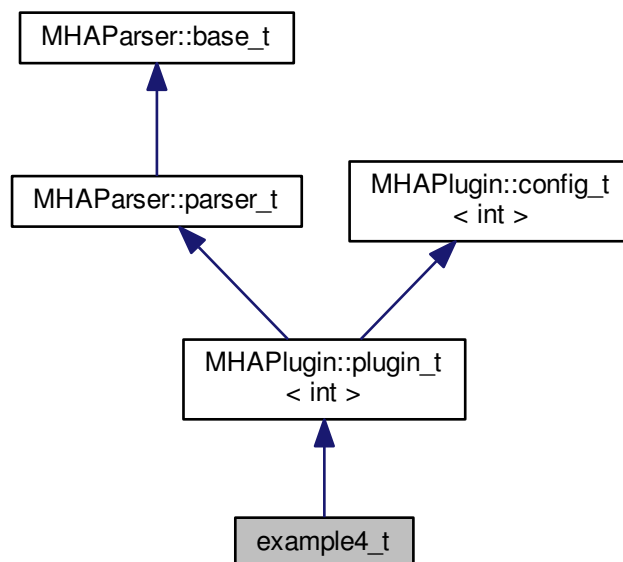 MHAParser::base_t
MHAParser::parser_t
MHAPlugin::config_t
< int >
MHAPlugin::plugin_t
< int >
example4_t